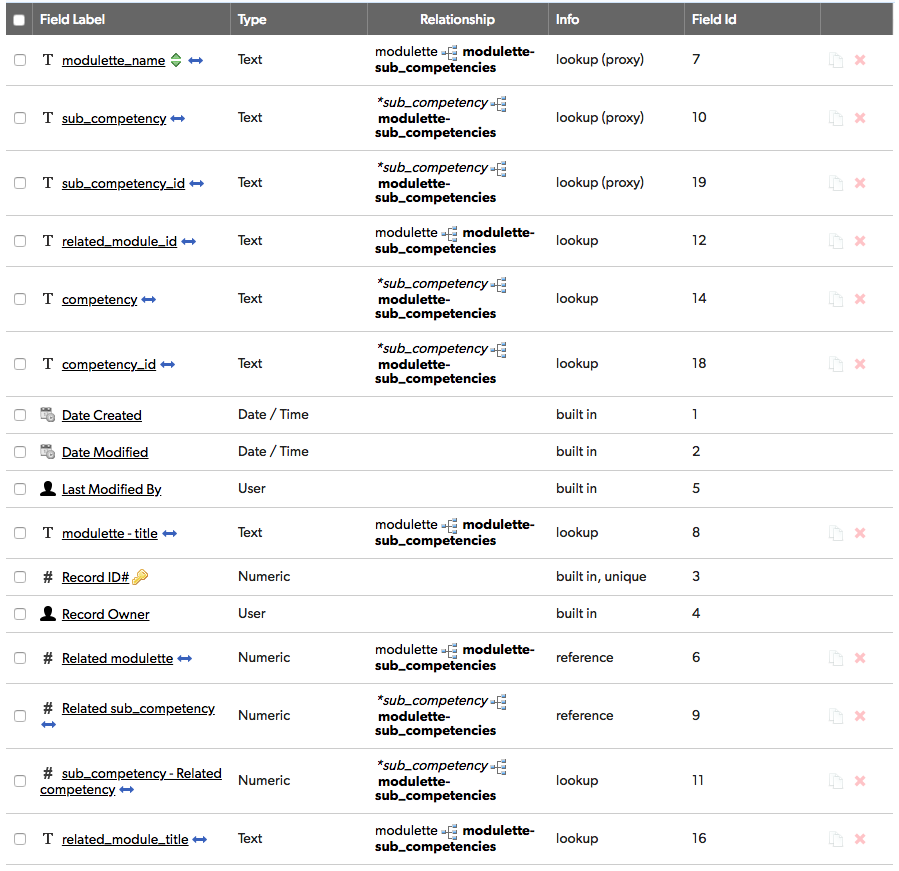 Field Label Type Relationship Info Field Id
T modulette_name Text modulette modulette- lookup (proxy) 7
sub_competencies
T sub_competency Text *sub_competency lookup (proxy) 10
modulette-
sub_competencies
T sub_competency_id Text *sub_competency lookup (proxy) 19
modulette-
sub_competencies
T related_module_id Text modulette modulette- lookup 12
sub_competencies
T competency Text *sub_competency lookup 14
modulette-
sub_competencies
T competency_id Text *sub_competency lookup 18
modulette-
sub_competencies
Date Created Date / Time built in 1
Date Modified Date / Time built in 2
Last Modified By User built in 5
T modulette - title Text modulette modulette- lookup 8
sub_competencies
# Record ID# Numeric built in, unique 3
Record Owner User built in 4
# Related modulette Numeric modulette modulette- reference 6
sub_competencies
# Related sub_competency Numeric *sub_competency reference 9
modulette-
sub_competencies
# sub_competency - Related Numeric *sub_competency lookup 11
competency modulette-
sub_competencies
T related_module_title Text modulette modulette- lookup 16
sub_competencies